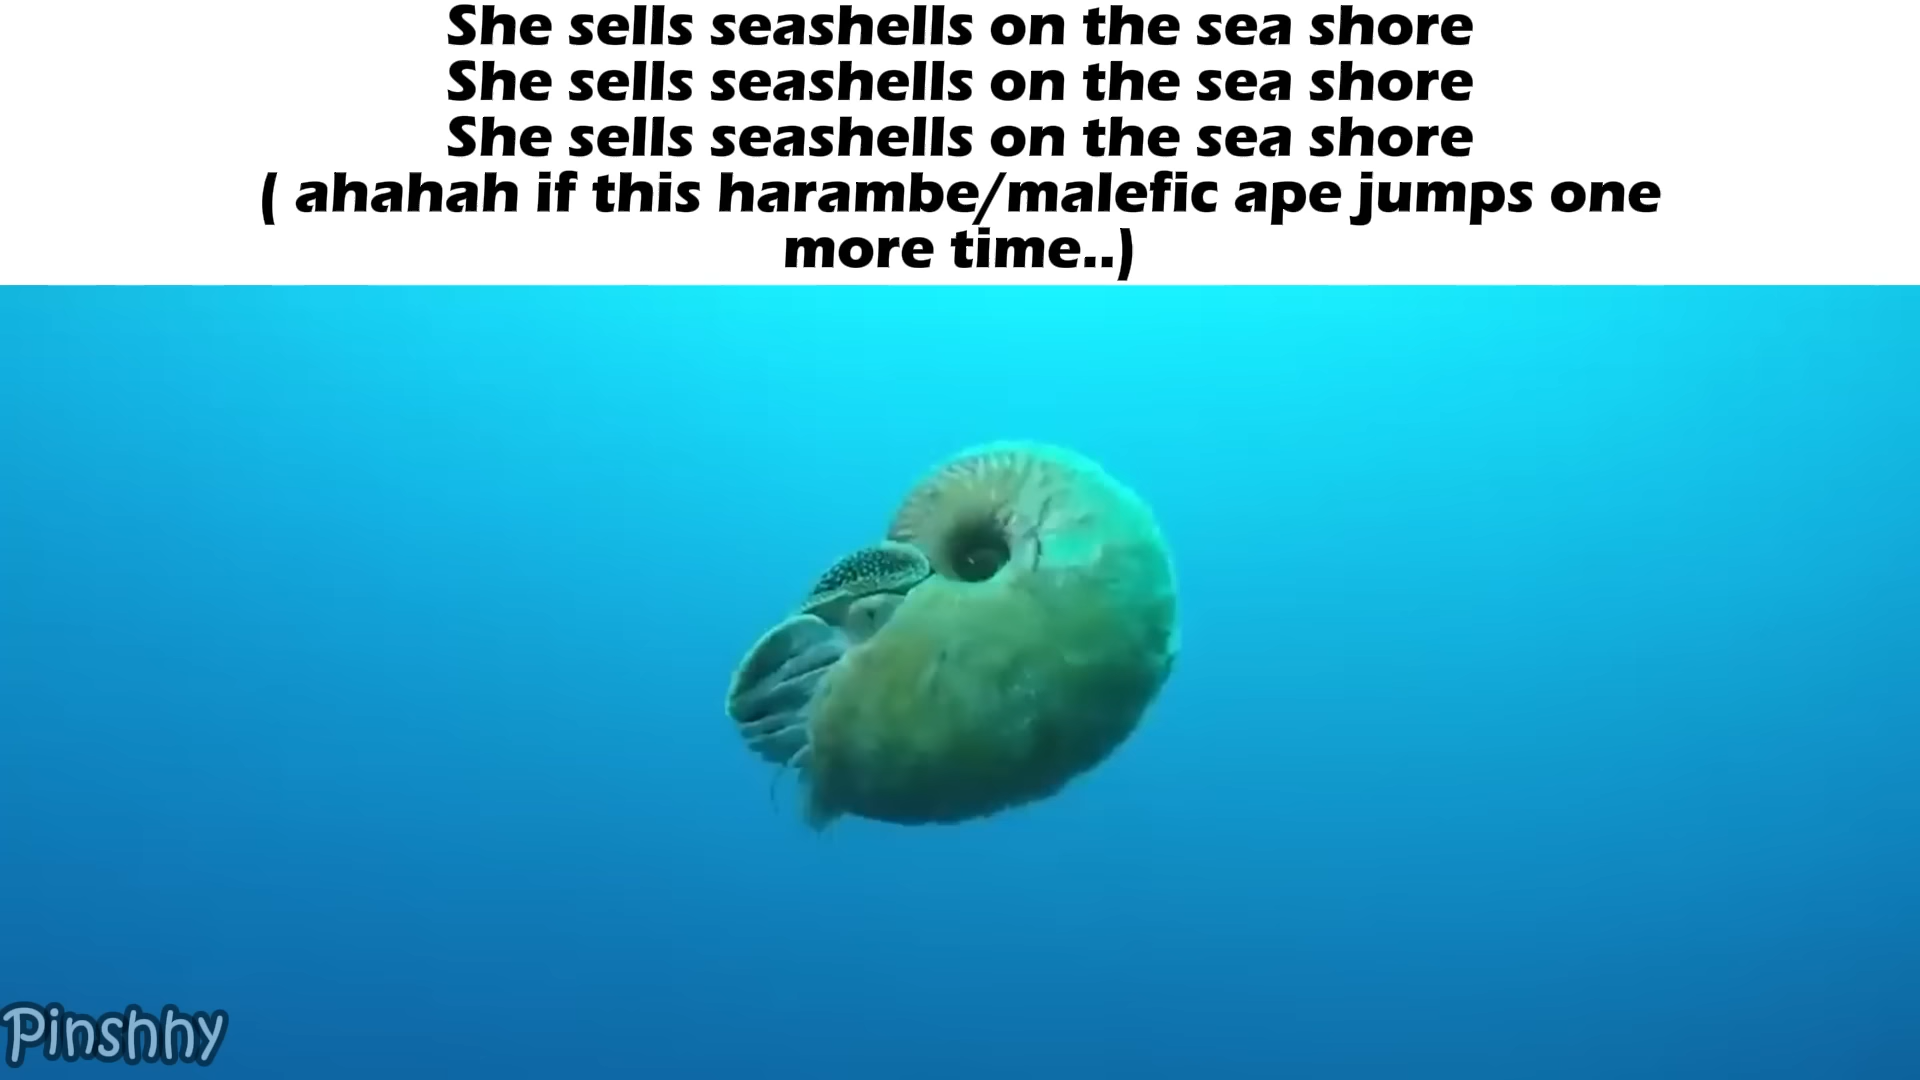 She sells seashells on the sea shore
She sells seashells on the sea shore
She sells seashells on the sea shore
( ahahah if this harambe/malefic ape jumps one
more time..)
Pinshhy